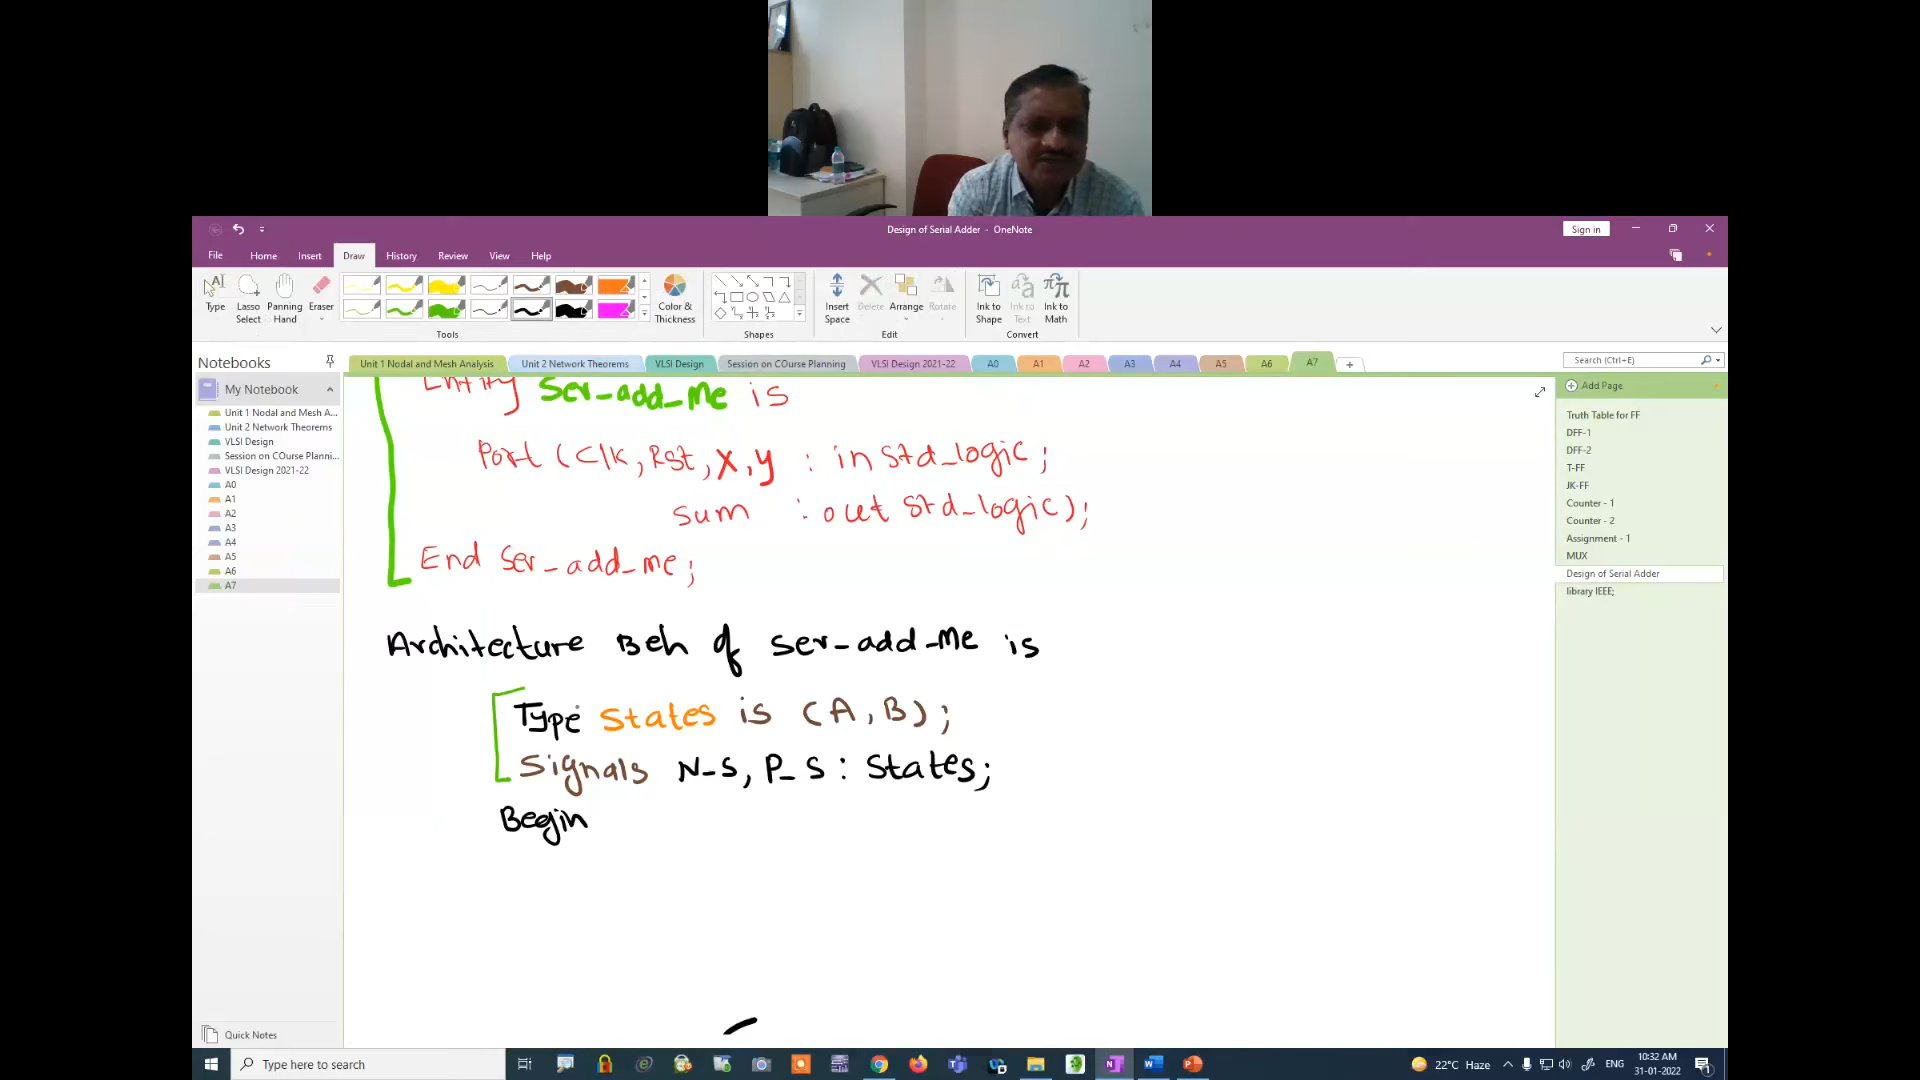 Design of Serial Adder - OneNote
Sign in
File Home Insert Draw History Review View Help
Type
Lasso Select
Panning Hand
Eraser
Color & Thickness
Insert Space
Delete
Arrange
Rotate
Ink to Shape
Ink to Text
Ink to Math
Tools
Shapes
Edit
Convert
Notebooks
Unit 1 Nodal and Mesh Analysis
Unit 2 Network Theorems
VLSI Design
Session on COurse Planning
VLSI Design 2021-22
A0
A1
A2
A3
A4
A5
A6
A7
Search (Ctrl+E)
My Notebook
Unit 1 Nodal and Mesh A...
Unit 2 Network Theorems
VLSI Design
Session on COurse Planni...
VLSI Design 2021-22
A0
A1
A2
A3
A4
A5
A6
A7
Quick Notes
Entity Ser_add_Me is
Port (Clk, Rst, X, y : in Std_logic;
sum : out Std_logic);
End Ser_add_me;
Architecture Beh of Ser_add_Me is
Type States is (A, B);
Signals N_S, P_S : States;
Begin
Add Page
Truth Table for FF
DFF-1
DFF-2
T-FF
JK-FF
Counter - 1
Counter - 2
Assignment - 1
MUX
Design of Serial Adder
library IEEE;
Type here to search
22°C Haze
ENG
10:32 AM
31-01-2022